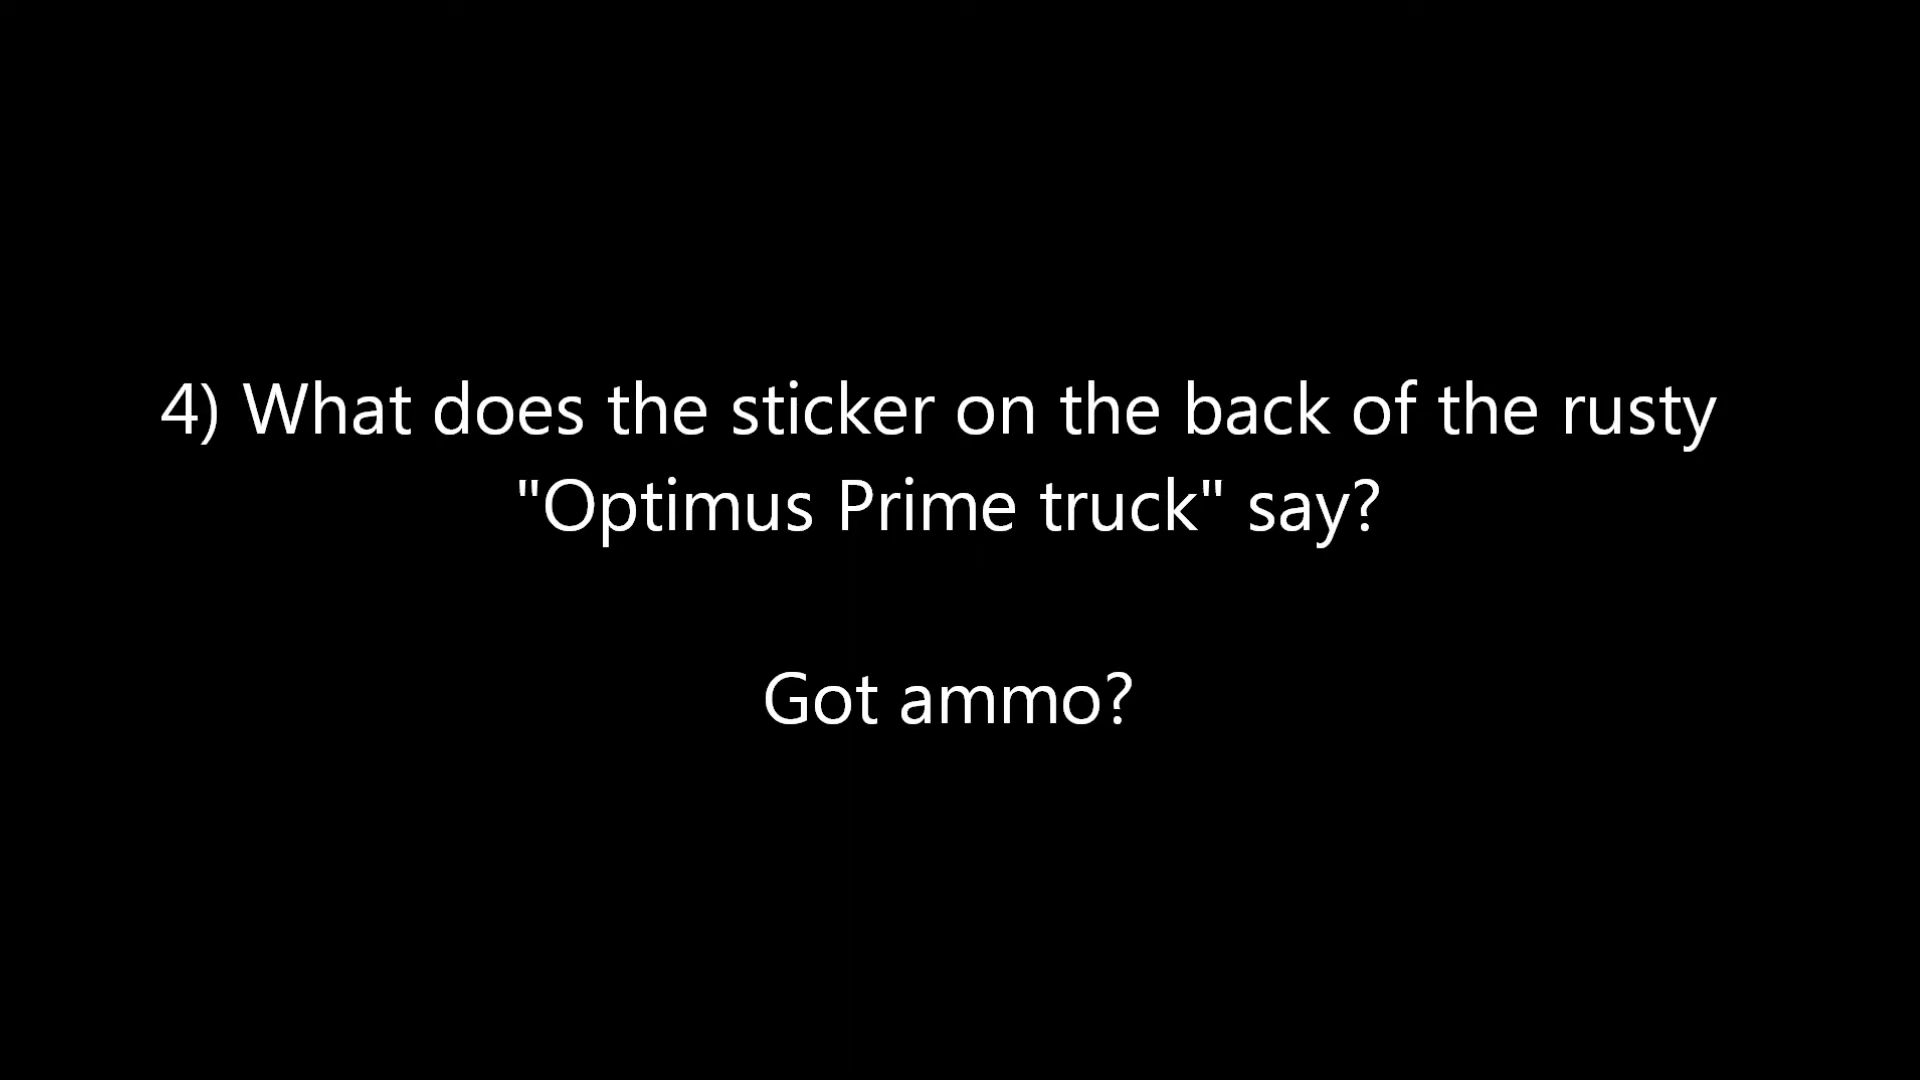 4) What does the sticker on the back of the rusty
"Optimus Prime truck" say?
Got ammo?